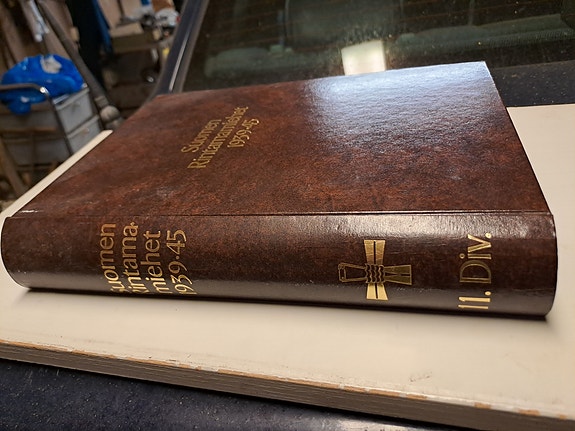 Suomen
Rintamamiehet
1939-45
Suomen
Rintama-
miehet
1939-45
11. Div.